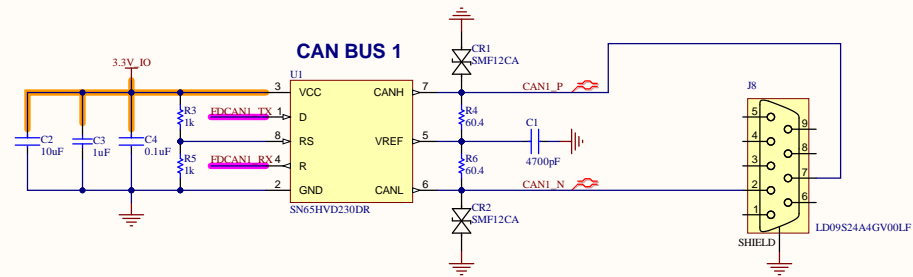 CAN BUS 1
3.3V_IO
U1
CR1
SMF12CA
3 VCC CANH 7
CAN1_P
J8
R3
1k
FDCAN1_TX 1 D
R4
60.4
C1
4700pF
C2
10uF
C3
1uF
C4
0.1uF
8 RS VREF 5
R5
1k
FDCAN1_RX 4 R
R6
60.4
2 GND CANL 6
CAN1_N
SN65HVD230DR
CR2
SMF12CA
5
9
4
8
3
7
2
6
1
LD09S24A4GV00LF
SHIELD